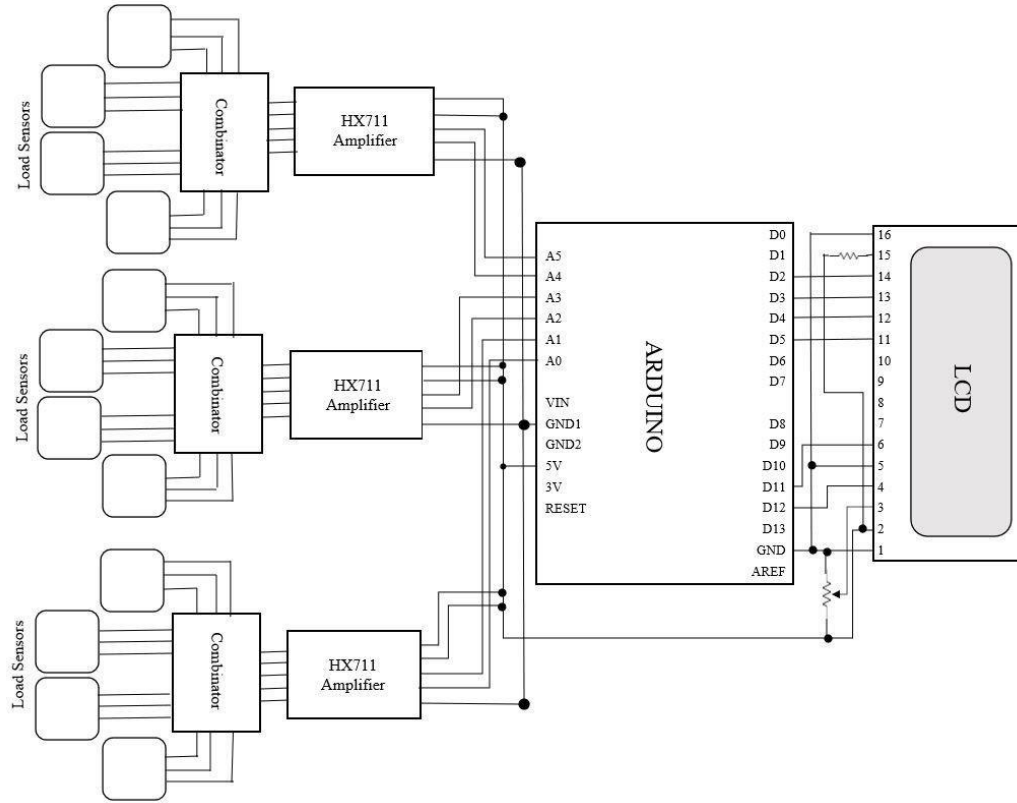 Load Sensors
Combinator
HX711
Amplifier
Load Sensors
Combinator
HX711
Amplifier
Load Sensors
Combinator
HX711
Amplifier
ARDUINO
A5
A4
A3
A2
A1
A0
VIN
GND1
GND2
5V
3V
RESET
D0
D1
D2
D3
D4
D5
D6
D7
D8
D9
D10
D11
D12
D13
GND
AREF
16
15
14
13
12
11
10
9
8
7
6
5
4
3
2
1
LCD